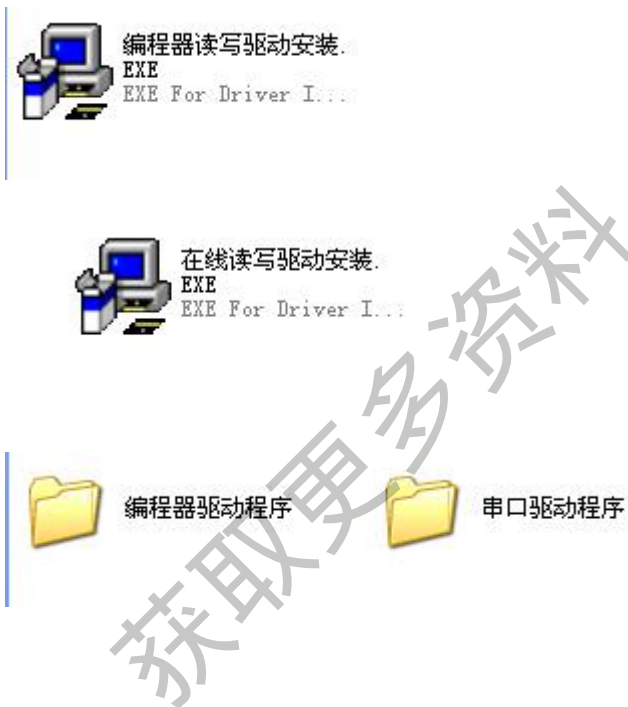 编程器读写驱动安装.
EXE
EXE For Driver I...
在线读写驱动安装.
EXE
EXE For Driver I...
编程器驱动程序
串口驱动程序
获取更多资料